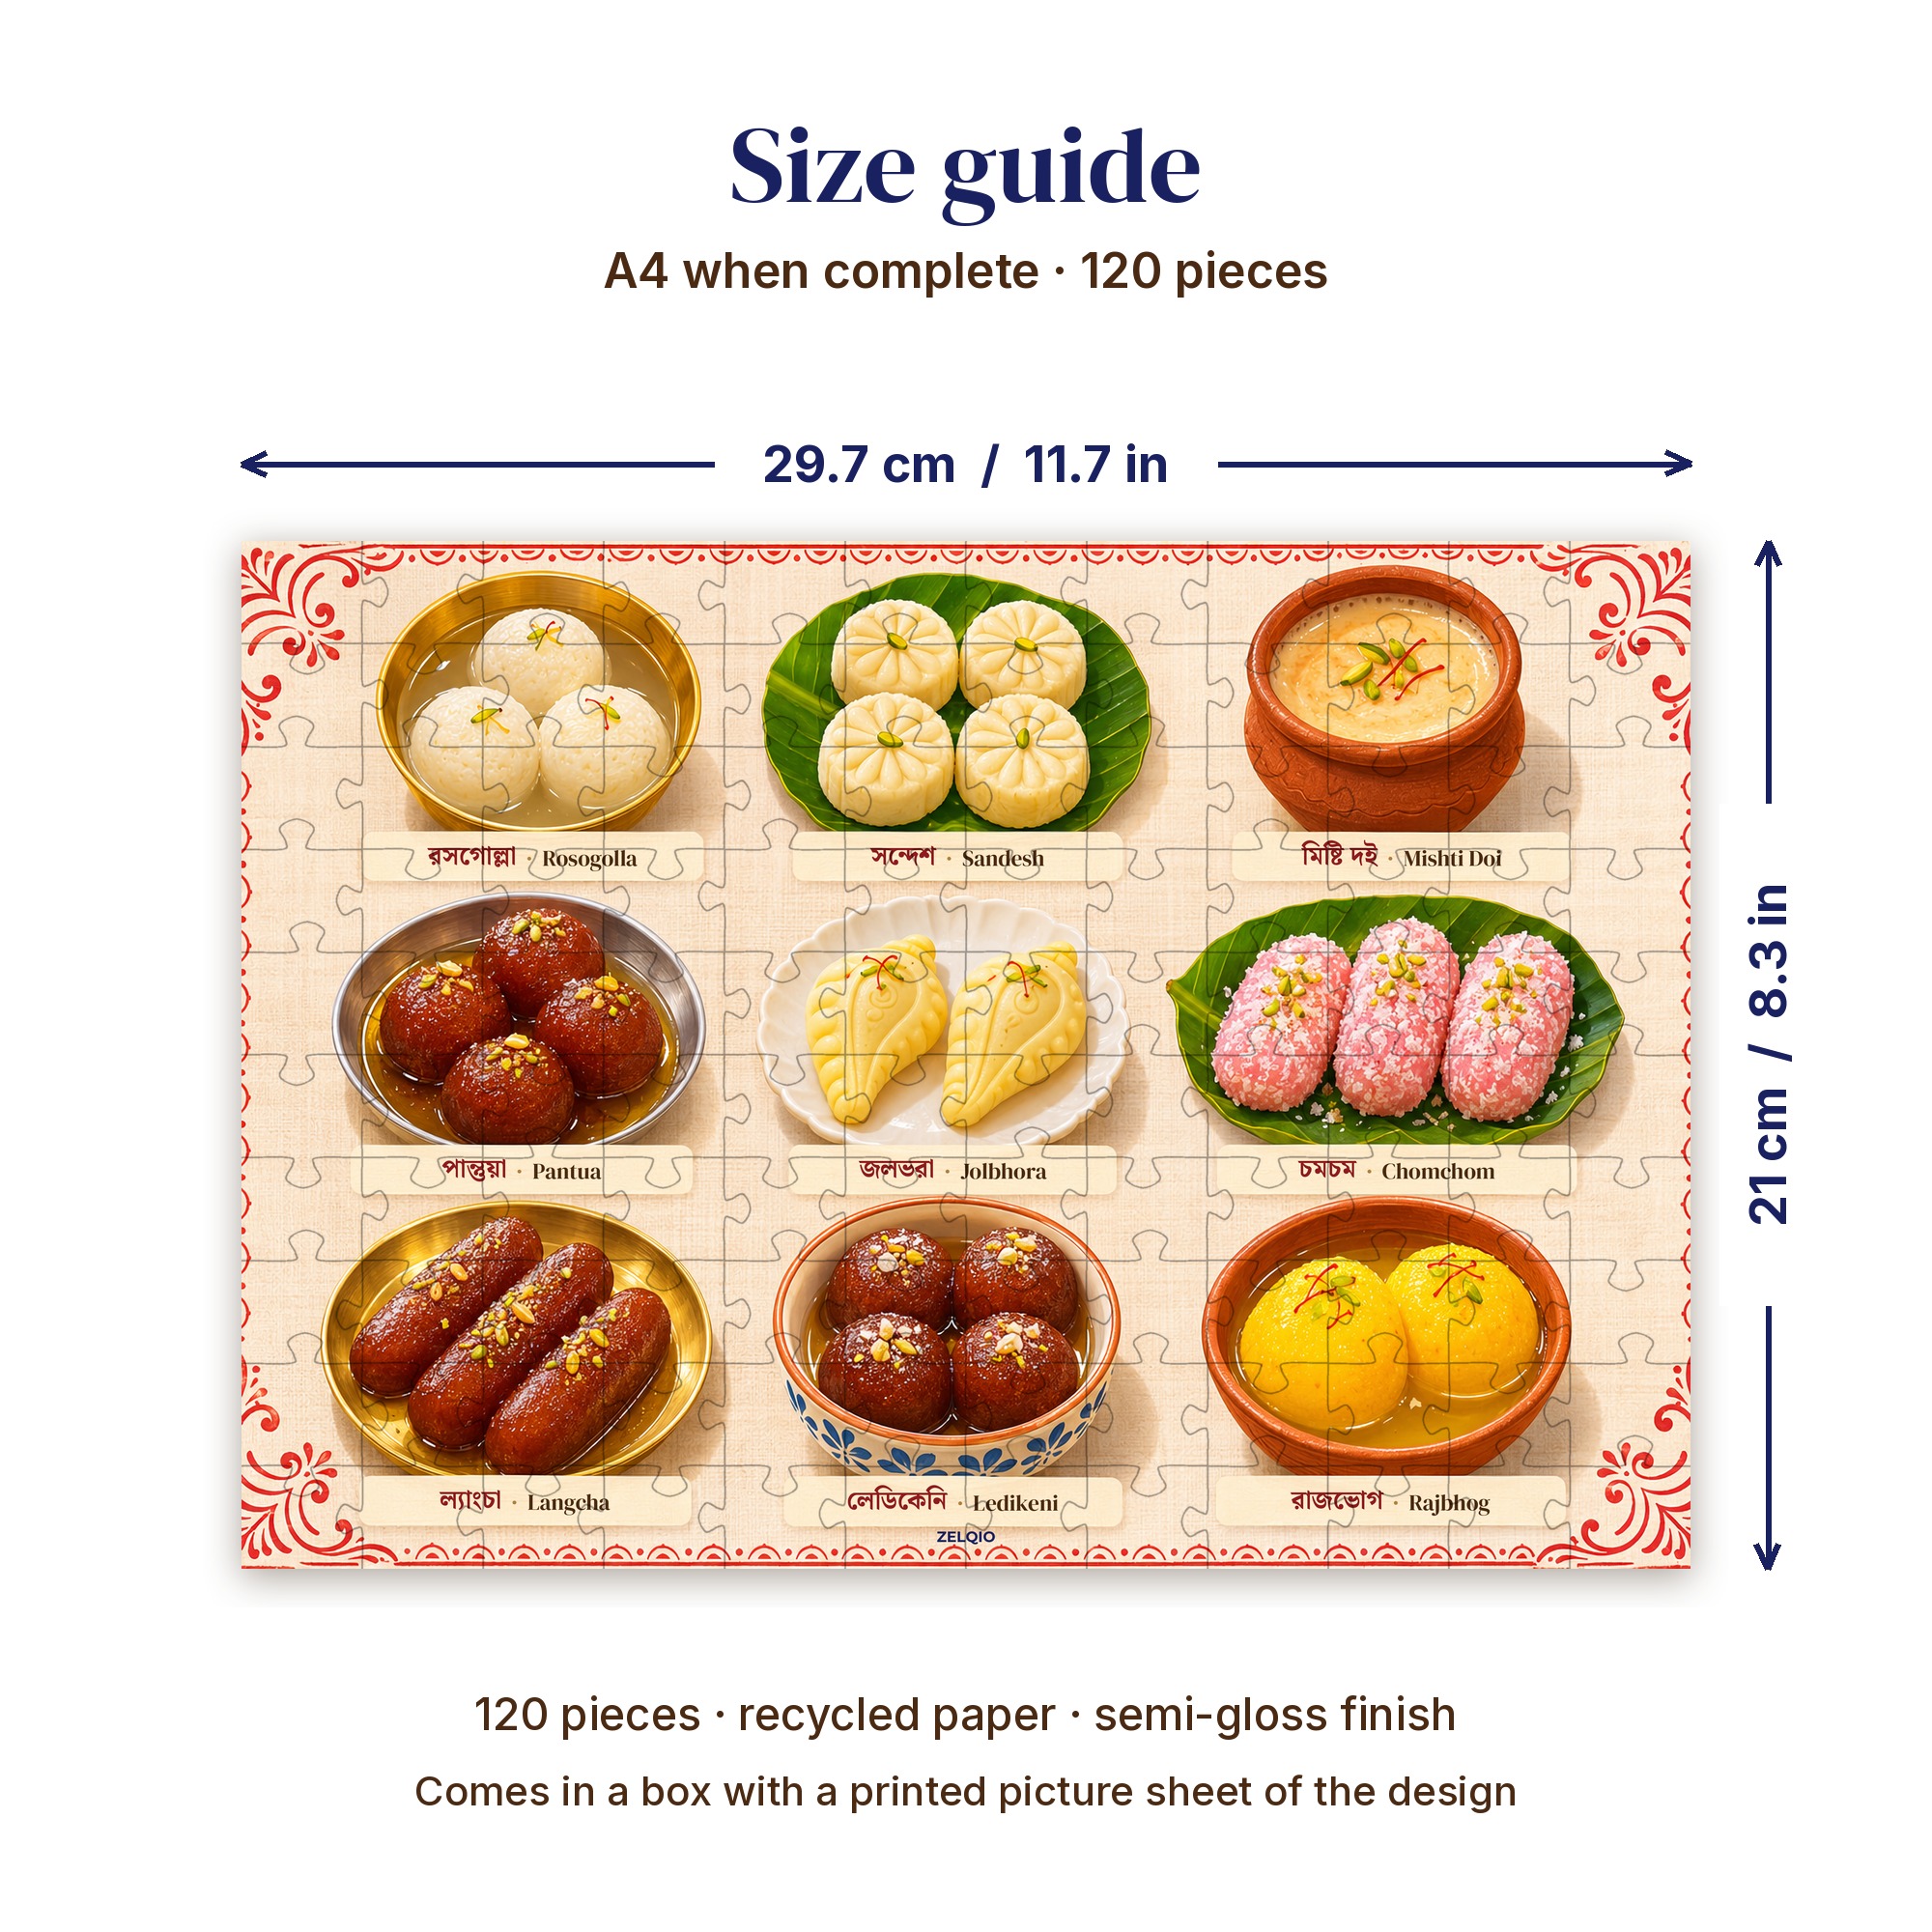 Size guide
A4 when complete · 120 pieces
29.7 cm / 11.7 in
21 cm / 8.3 in
রসগোল্লা · Rosogolla
সন্দেশ · Sandesh
মিষ্টি দই · Mishti Doi
পান্তুয়া · Pantua
জলভরা · Jolbhora
চমচম · Chomchom
ল্যাংচা · Langcha
লেডিকেনি · Ledikeni
রাজভোগ · Rajbhog
ZELQIO
120 pieces · recycled paper · semi-gloss finish
Comes in a box with a printed picture sheet of the design